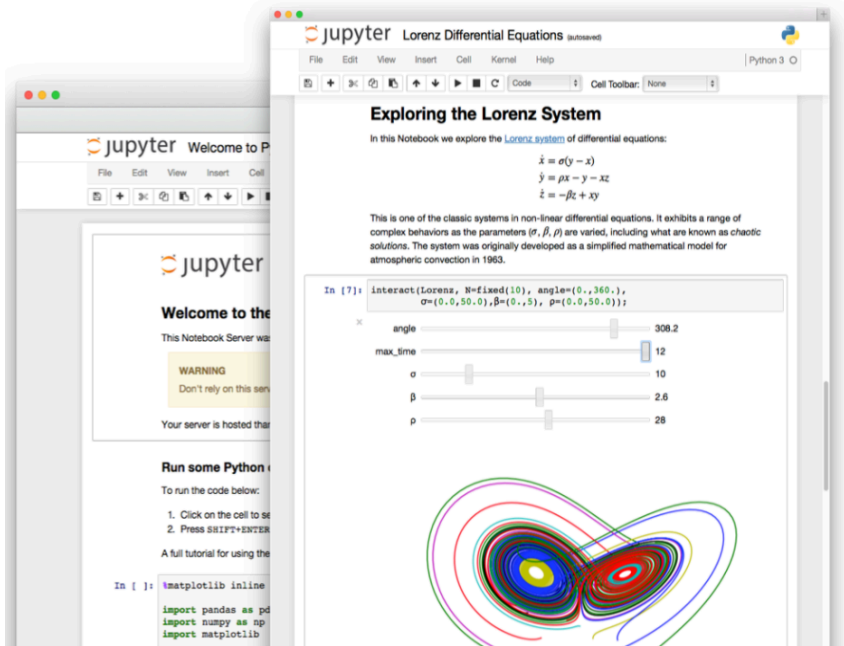 jupyter Lorenz Differential Equations (autosaved)
File Edit View Insert Cell Kernel Help Python 3
Code Cell Toolbar: None
Exploring the Lorenz System
In this Notebook we explore the Lorenz system of differential equations:
ẋ = σ(y − x)
ẏ = ρx − y − xz
ż = −βz + xy
This is one of the classic systems in non-linear differential equations. It exhibits a range of
complex behaviors as the parameters (σ, β, ρ) are varied, including what are known as chaotic
solutions. The system was originally developed as a simplified mathematical model for
atmospheric convection in 1963.
In [7]: interact(Lorenz, N=fixed(10), angle=(0.,360.),
σ=(0.0,50.0),β=(0.,5), ρ=(0.0,50.0));
angle 308.2
max_time 12
σ 10
β 2.6
ρ 28
jupyter Welcome to P
File Edit View Insert Cell
jupyter
Welcome to the
This Notebook Server was
WARNING
Don't rely on this serv
Your server is hosted than
Run some Python
To run the code below:
1. Click on the cell to se
2. Press SHIFT+ENTER
A full tutorial for using the
In [ ]: %matplotlib inline
import pandas as pd
import numpy as np
import matplotlib